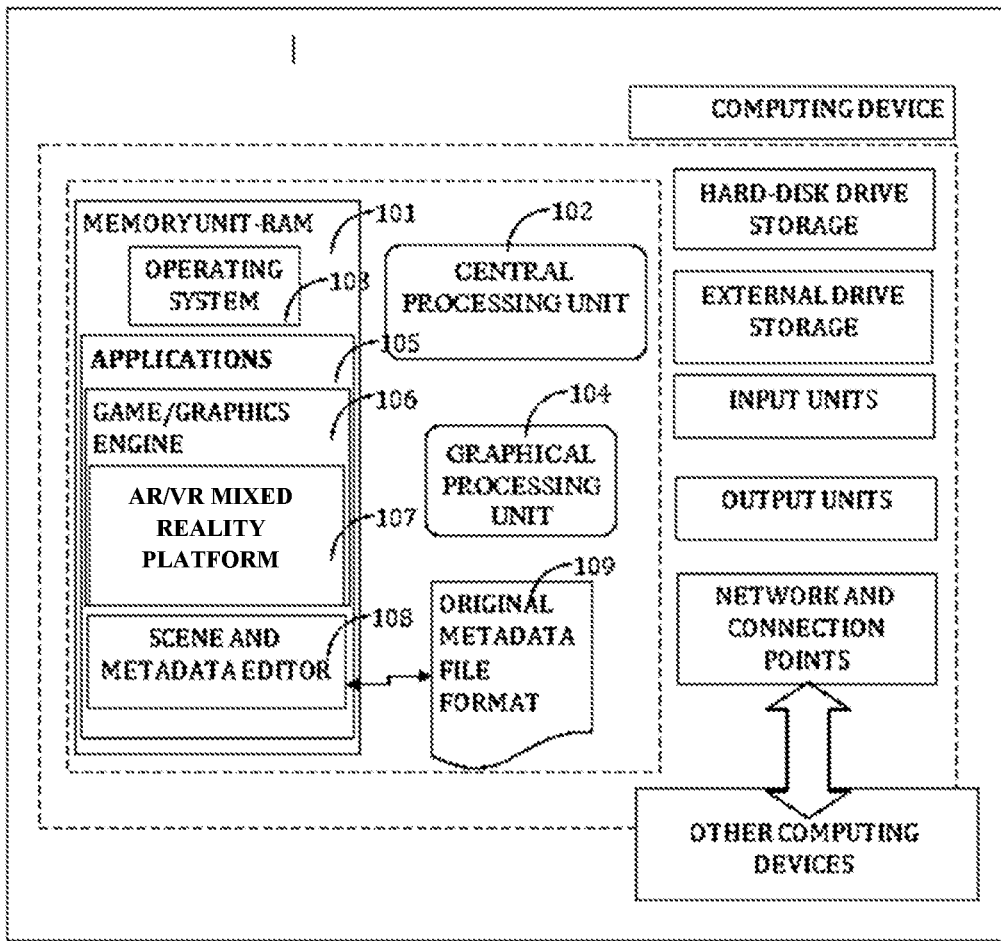 COMPUTING DEVICE
MEMORY UNIT-RAM
101
OPERATING
SYSTEM
103
APPLICATIONS
105
GAME/GRAPHICS
ENGINE
106
AR/VR MIXED
REALITY
PLATFORM
107
SCENE AND
METADATA EDITOR
108
102
CENTRAL
PROCESSING UNIT
104
GRAPHICAL
PROCESSING
UNIT
109
ORIGINAL
METADATA
FILE
FORMAT
HARD-DISK DRIVE
STORAGE
EXTERNAL DRIVE
STORAGE
INPUT UNITS
OUTPUT UNITS
NETWORK AND
CONNECTION
POINTS
OTHER COMPUTING
DEVICES